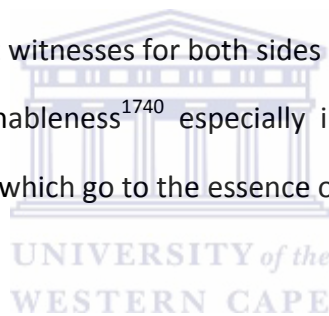 witnesses for both sides
nableness1740 especially i
which go to the essence o
UNIVERSITY of the
WESTERN CAPE